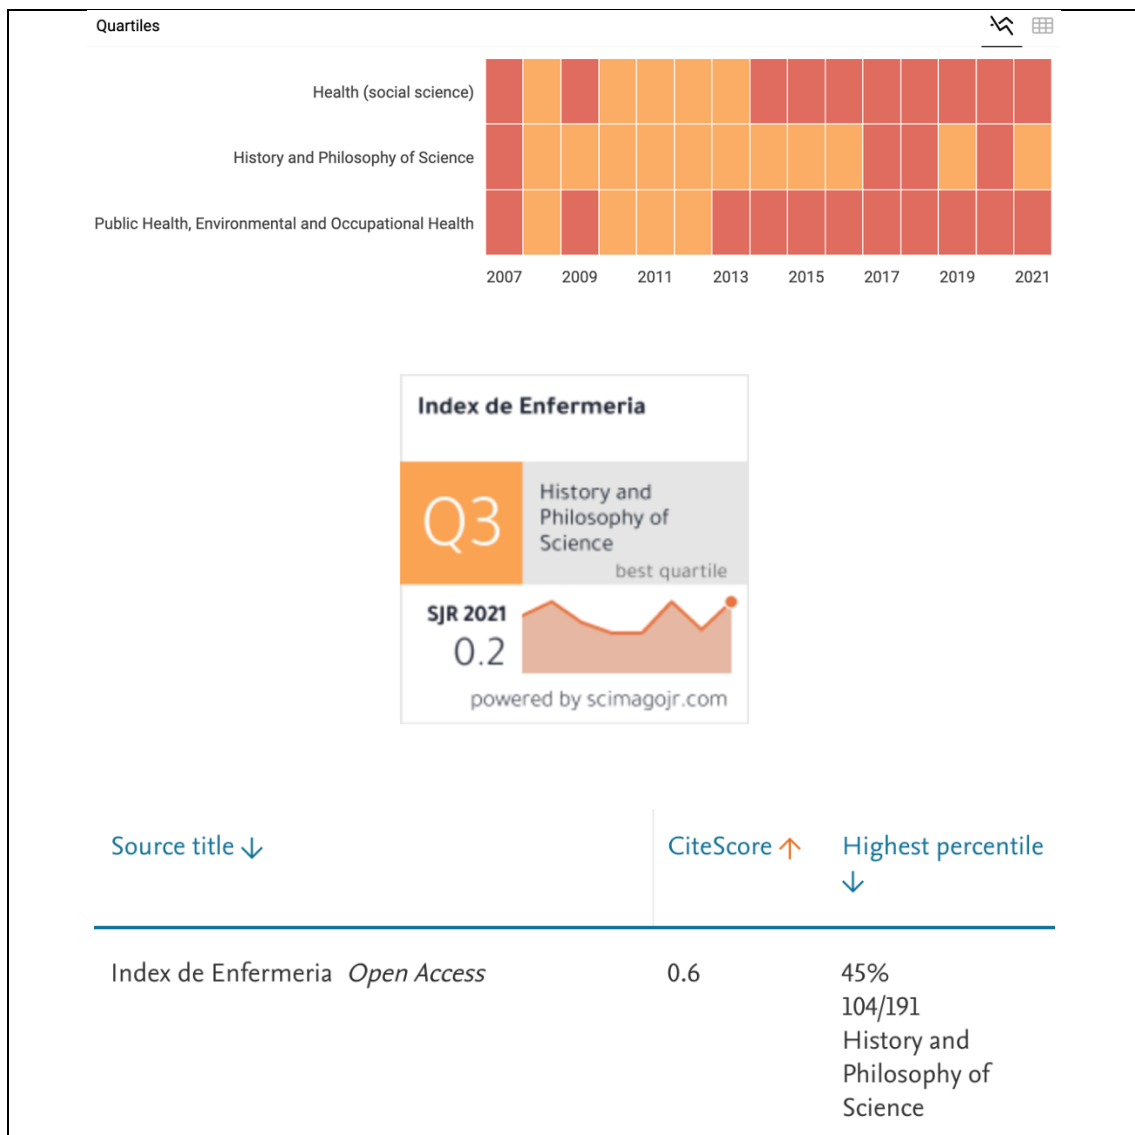 Quartiles
Health (social science)
History and Philosophy of Science
Public Health, Environmental and Occupational Health
2007 2009 2011 2013 2015 2017 2019 2021
Index de Enfermeria
Q3
History and
Philosophy of
Science
best quartile
SJR 2021
0.2
powered by scimagojr.com
Source title ↓ CiteScore ↑ Highest percentile
↓
Index de Enfermeria Open Access 0.6 45%
104/191
History and
Philosophy of
Science